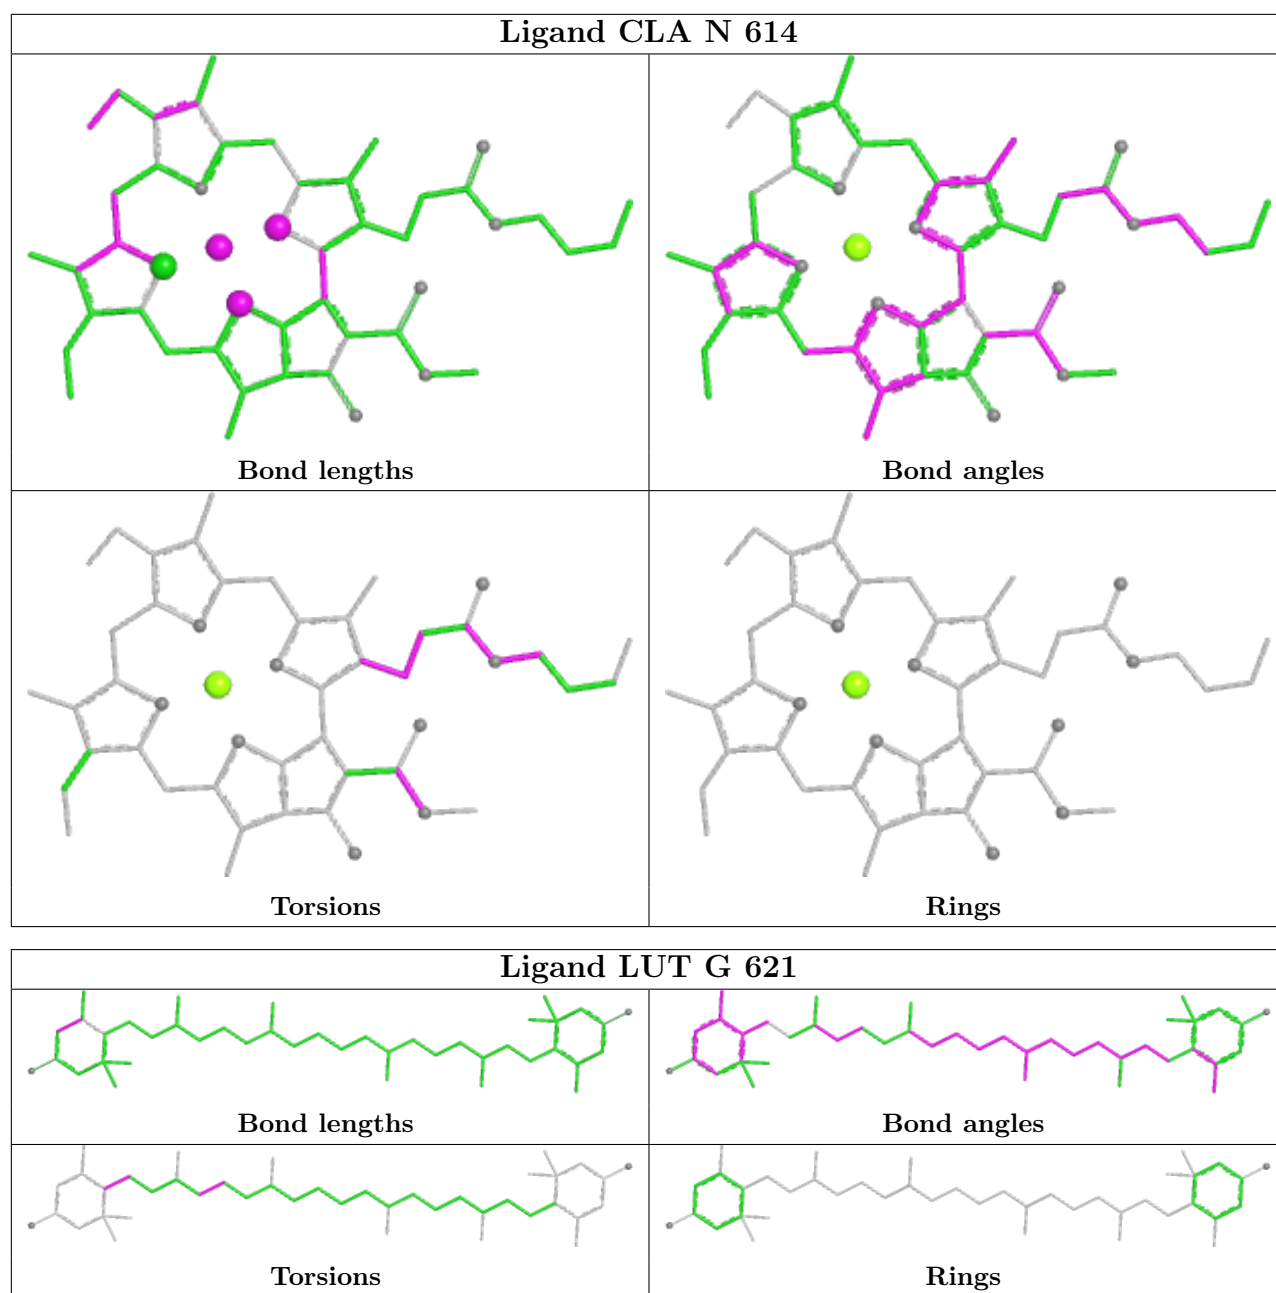 Ligand CLA N 614
Bond lengths
Bond angles
Torsions
Rings
Ligand LUT G 621
Bond lengths
Bond angles
Torsions
Rings